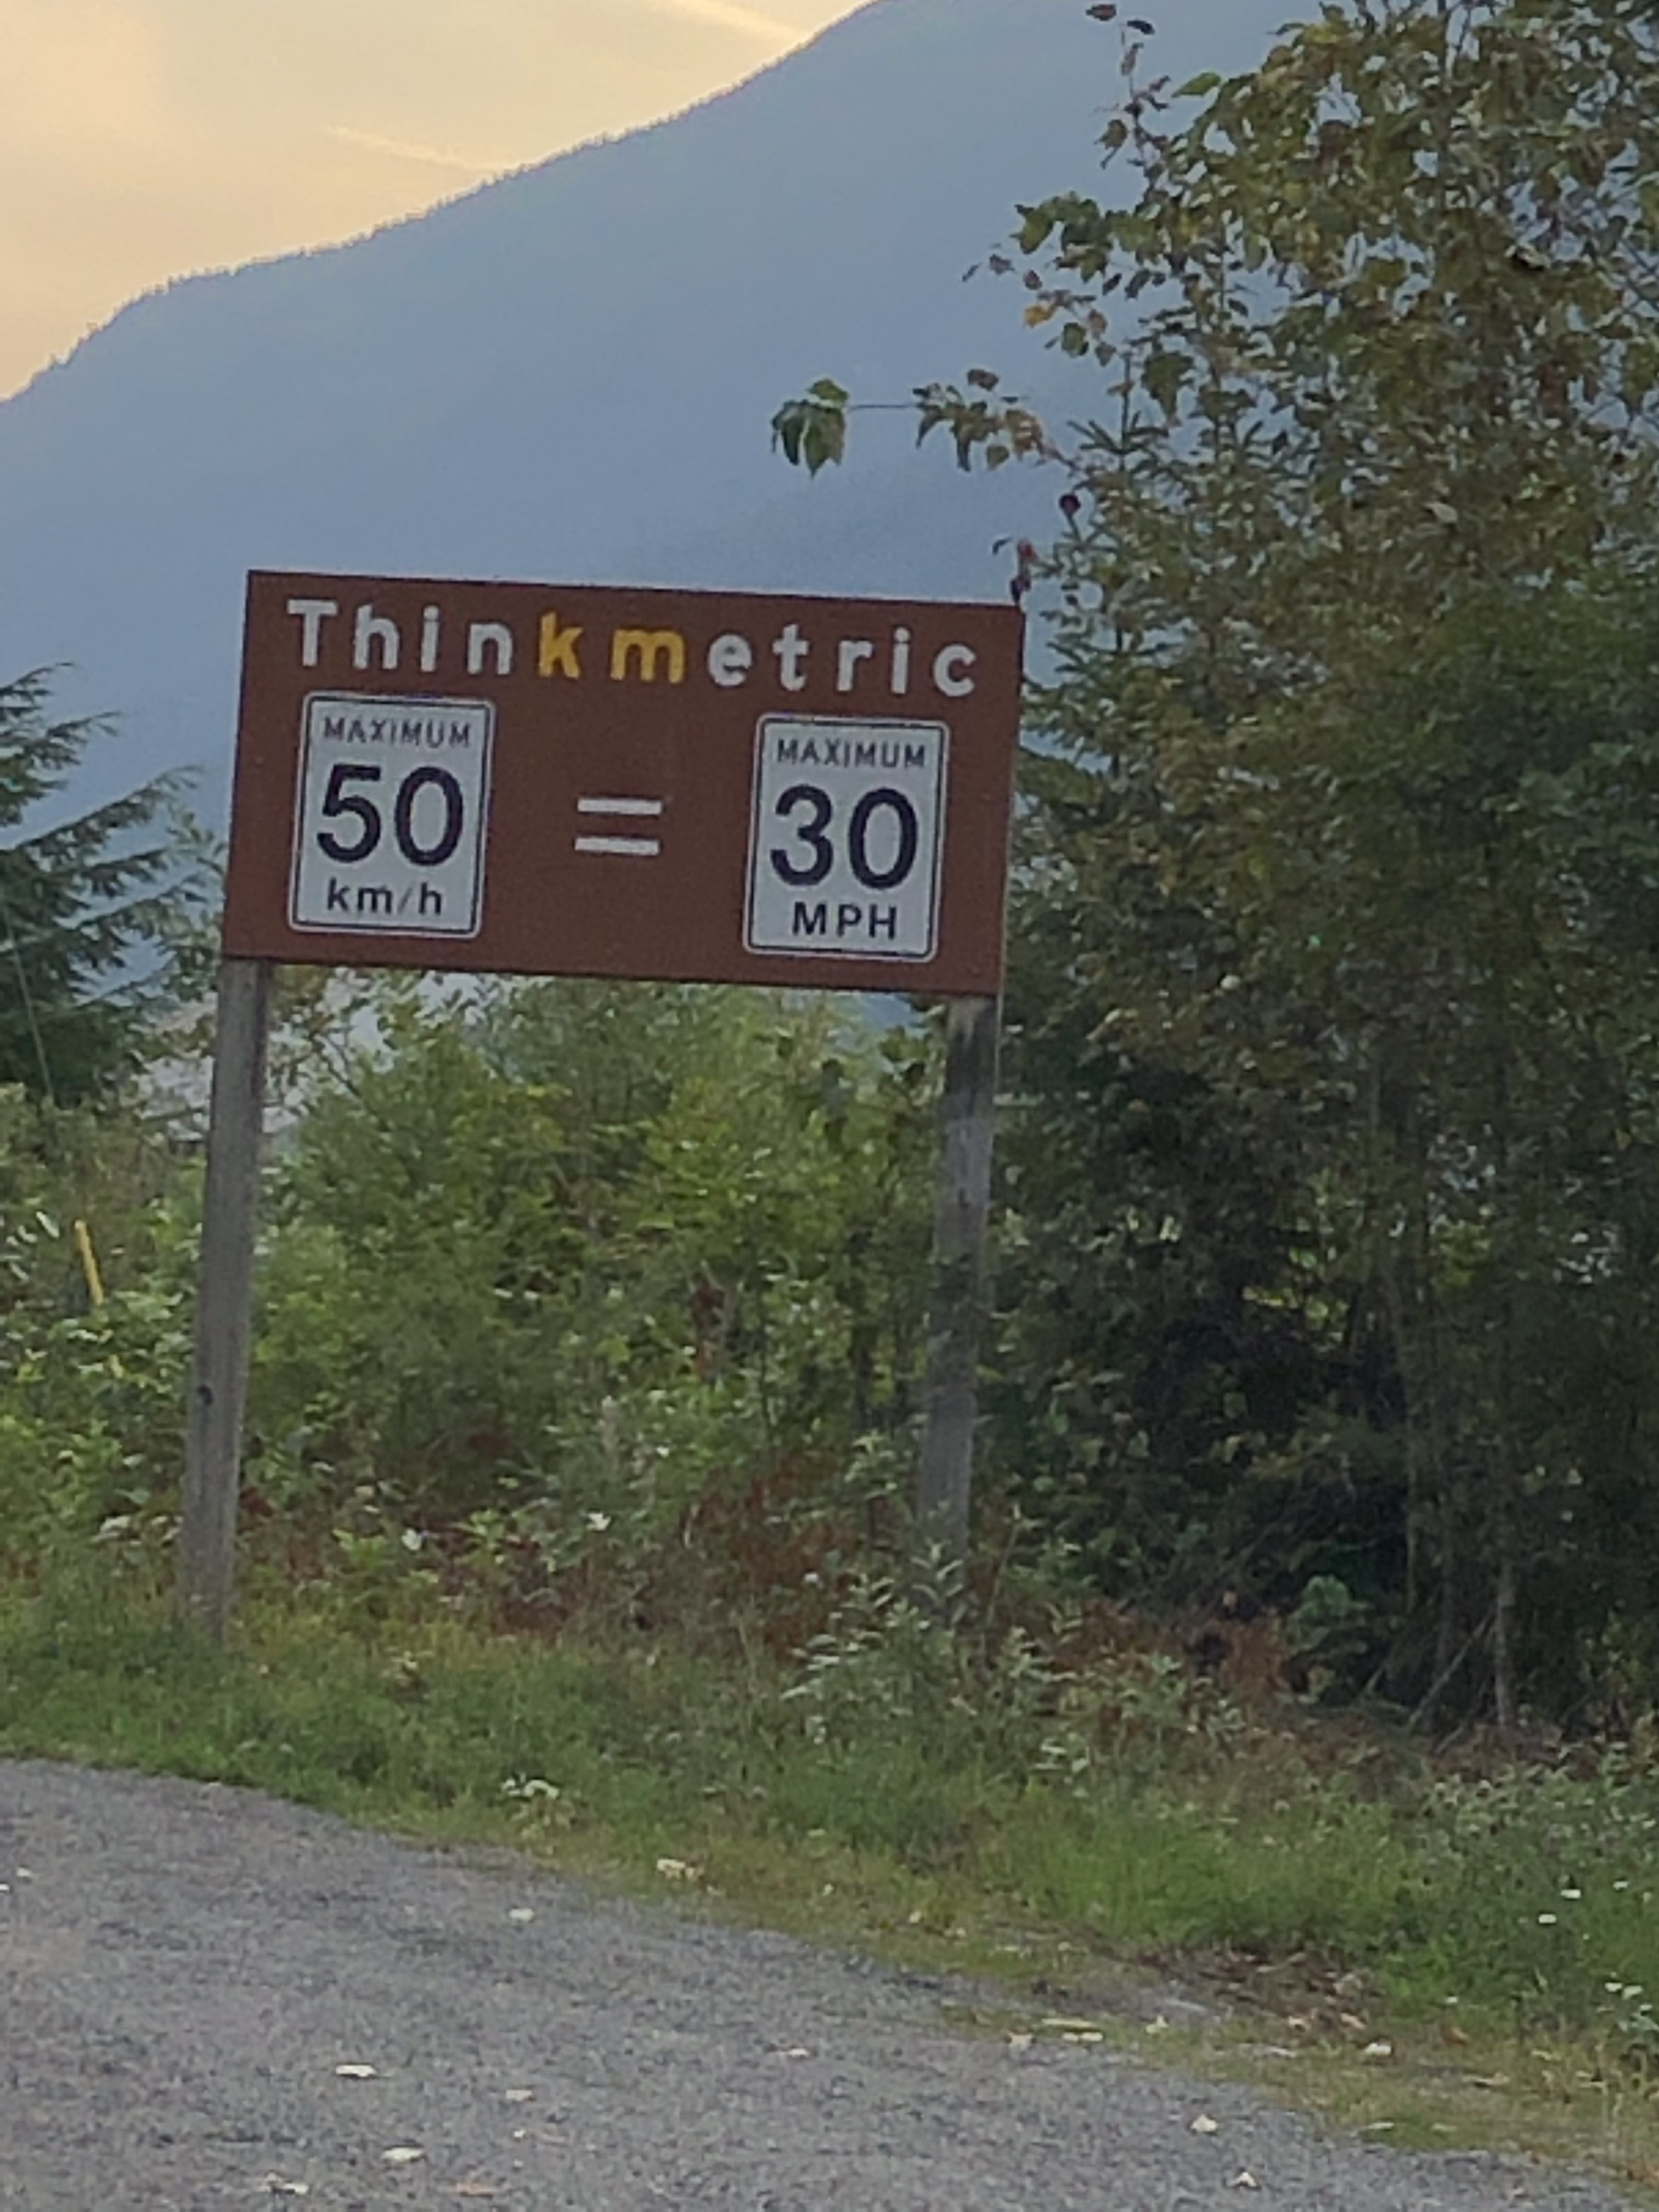 Thinkmetric
MAXIMUM
50
km/h
=
MAXIMUM
30
MPH